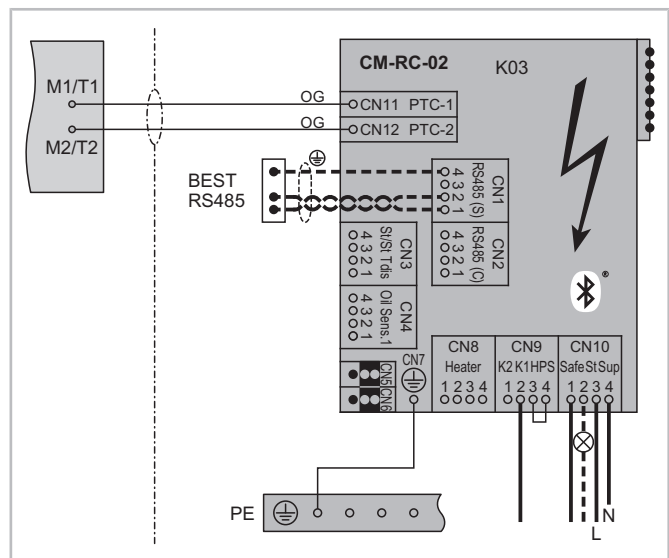 CM-RC-02
K03
M1/T1
M2/T2
OG
OG
CN11 PTC-1
CN12 PTC-2
BEST
RS485
4 3 2 1
RS485 (S)
CN1
4 3 2 1
RS485 (C)
CN2
4 3 2 1
St/St Tdis
CN3
4 3 2 1
Oil Sens.1
CN4
CN5
CN6
CN7
CN8
Heater
1 2 3 4
CN9
K2 K1 HPS
1 2 3 4
CN10
Safe St Sup
1 2 3 4
PE
L
N